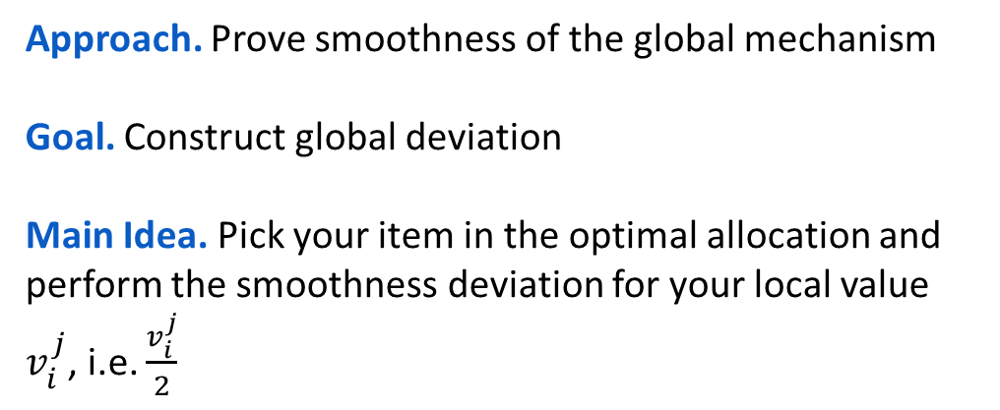 Approach. Prove smoothness of the global mechanism
Goal. Construct global deviation
Main Idea. Pick your item in the optimal allocation and
perform the smoothness deviation for your local value
$v_i^j$, i.e. $\frac{v_i^j}{2}$